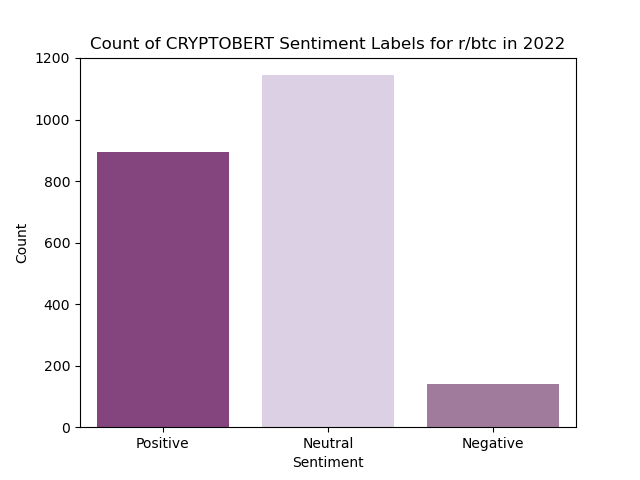 Count of CRYPTOBERT Sentiment Labels for r/btc in 2022
1200
1000
800
600
400
200
0
Count
Positive
Neutral
Negative
Sentiment